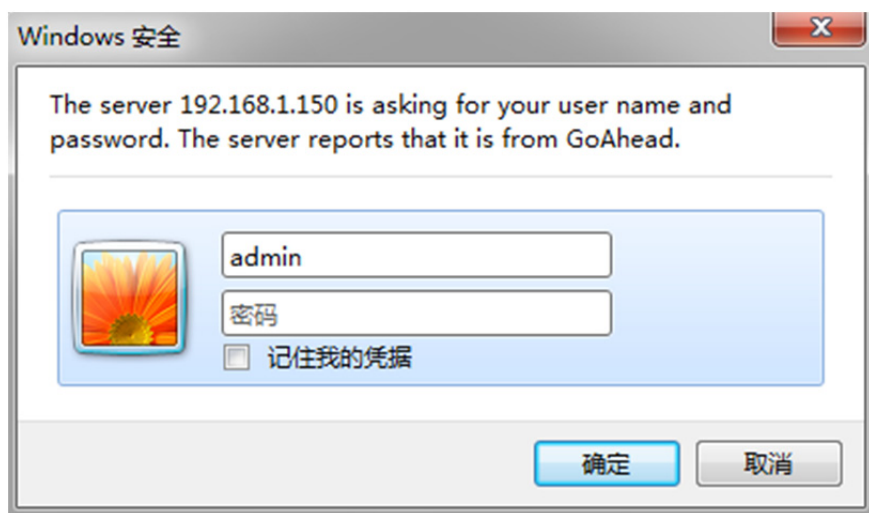 Windows 安全
The server 192.168.1.150 is asking for your user name and
password. The server reports that it is from GoAhead.
admin
密码
记住我的凭据
确定
取消